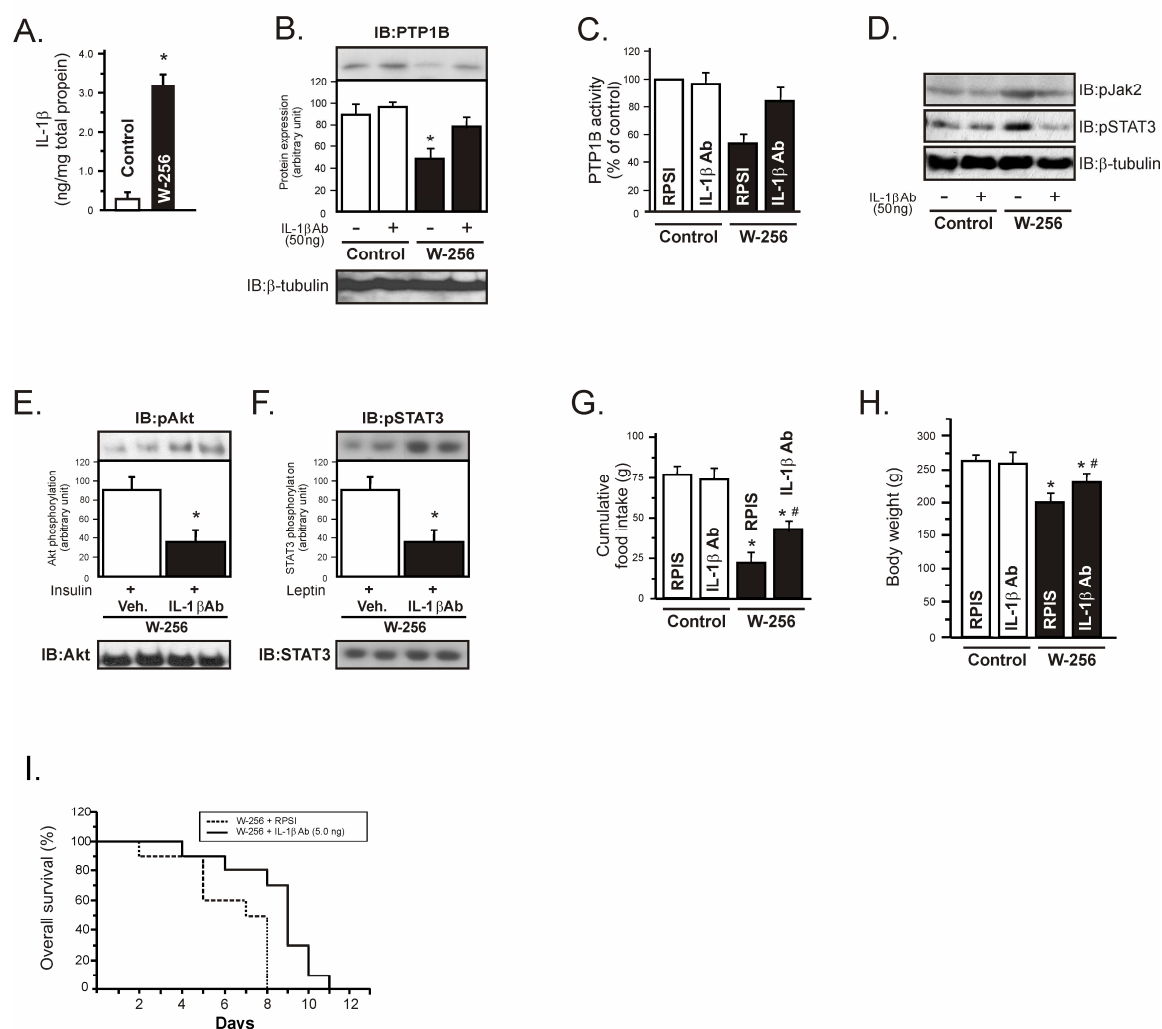 A.
IL-1β
(ng/mg total propein)
4.0
3.0
2.0
1.0
0
Control
W-256
*
B.
IB:PTP1B
Protein expression
(arbitrary unit)
120
100
80
60
40
20
0
*
IL-1βAb
(50ng)
– + – +
Control W-256
IB:β-tubulin
C.
PTP1B activity
(% of control)
120
100
80
60
40
20
0
RPSI
IL-1β Ab
RPSI
IL-1β Ab
Control W-256
D.
IB:pJak2
IB:pSTAT3
IB:β-tubulin
IL-1βAb
(50ng)
– + – +
Control W-256
E.
IB:pAkt
Akt phosphorylation
(arbitrary unit)
120
100
80
60
40
20
0
*
Insulin + +
Veh. IL-1βAb
W-256
IB:Akt
F.
IB:pSTAT3
STAT3 phosphorylation
(arbitrary unit)
120
100
80
60
40
20
0
*
Leptin + +
Veh. IL-1βAb
W-256
IB:STAT3
G.
Cumulative
food intake (g)
100
75
50
25
0
RPIS
IL-1β Ab
* RPIS
* # IL-1β Ab
Control W-256
H.
Body weight (g)
300
250
200
150
100
50
0
RPIS
IL-1β Ab
RPIS
IL-1β Ab
*
* #
Control W-256
I.
Overall survival (%)
120
100
80
60
40
20
0
W-256 + RPSI
W-256 + IL-1β Ab (5.0 ng)
2 4 6 8 10 12
Days